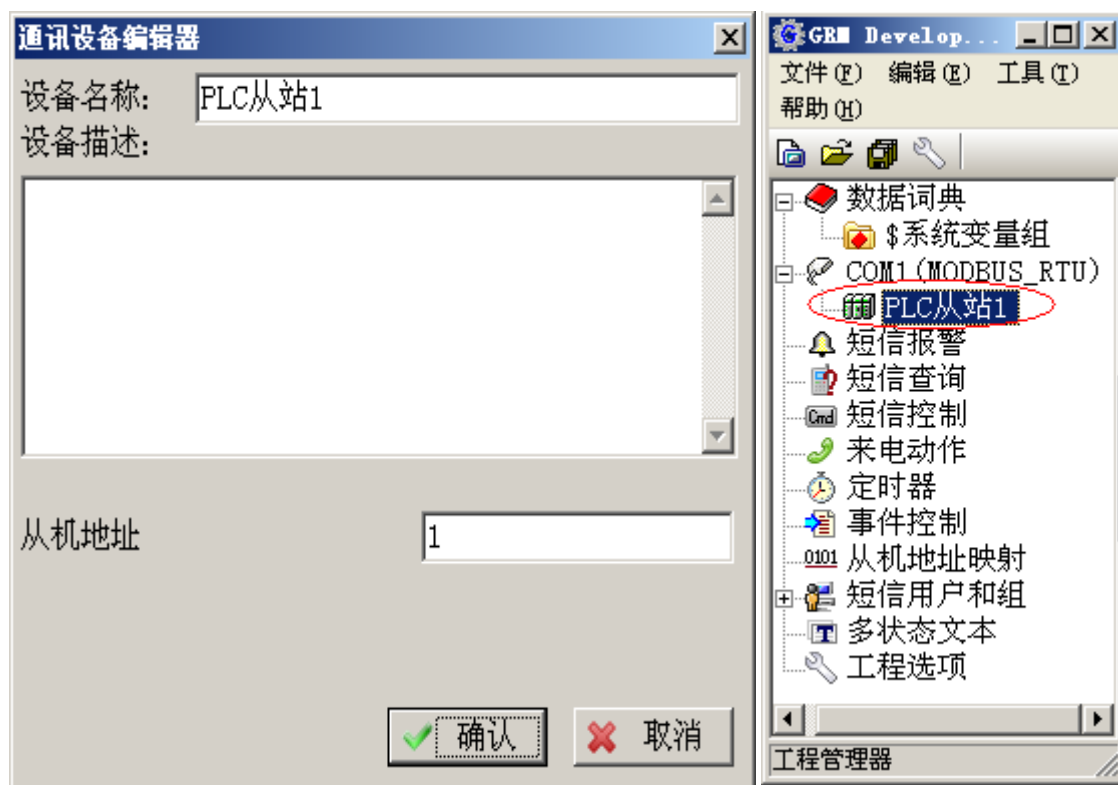 通讯设备编辑器
设备名称:
PLC从站1
设备描述:
从机地址
1
确认
取消
GRM Develop...
文件(F) 编辑(E) 工具(T)
帮助(H)
数据词典
$系统变量组
COM1(MODBUS_RTU)
PLC从站1
短信报警
短信查询
Cmd 短信控制
来电动作
定时器
事件控制
0101 从机地址映射
短信用户和组
T 多状态文本
工程选项
工程管理器